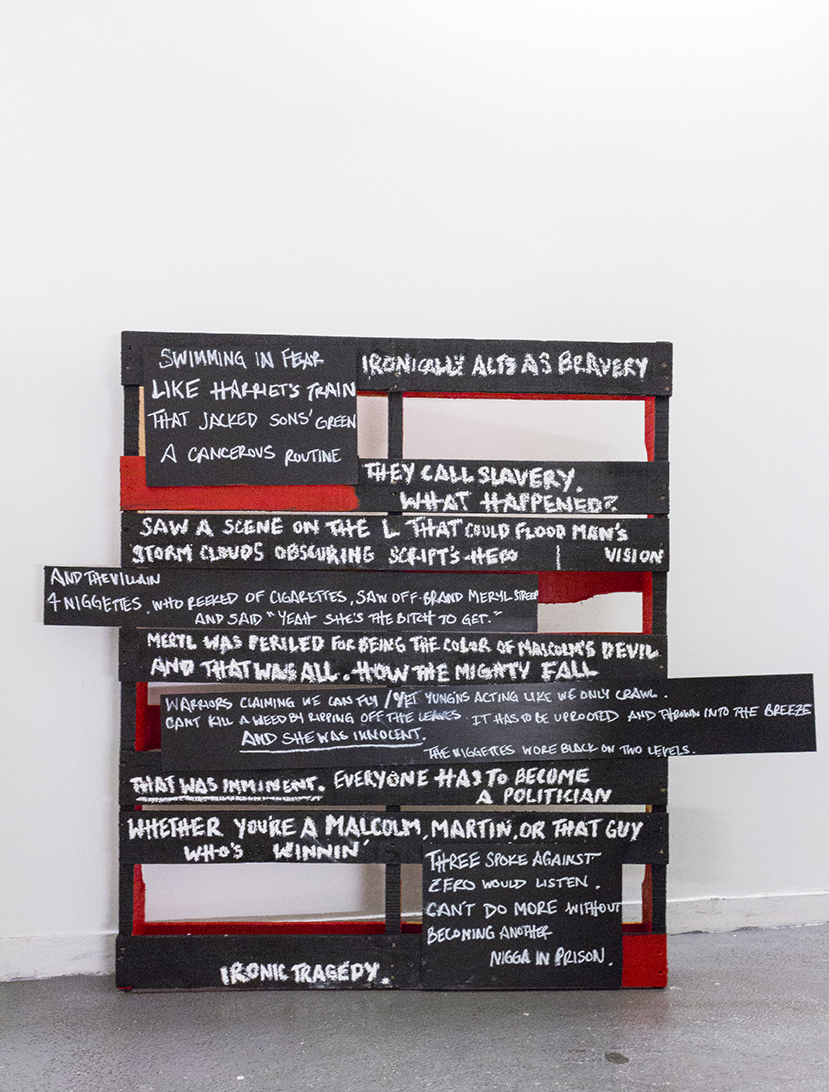 SWIMMING IN FEAR
LIKE HARRIET'S TRAIN
THAT JACKED SONS' GREEN
A CANCEROUS ROUTINE
IRONICALLY ACTS AS BRAVERY
THEY CALL SLAVERY.
WHAT HAPPENED?
SAW A SCENE ON THE L THAT COULD FLOOD MAN'S
STORM CLOUDS OBSCURING SCRIPT'S HERO | VISION
AND THE VILLAIN
4 NIGGETTES. WHO REEKED OF CIGARETTES, SAW OFF-BRAND MERYL STREEP
AND SAID "YEAH SHE'S THE BITCH TO GET."
MERYL WAS PERILED FOR BEING THE COLOR OF MALCOLM'S DEVIL
AND THAT WAS ALL. HOW THE MIGHTY FALL
WARRIORS CLAIMING WE CAN FLY / YET YUNG'NS ACTING LIKE WE ONLY CRAWL.
CAN'T KILL A WEED BY RIPPING OFF THE LEAVES IT HAS TO BE UPROOTED AND THROWN INTO THE BREEZE
AND SHE WAS INNOCENT.
THE NIGGETTES WORE BLACK ON TWO LEVELS.
THAT WAS IMMINENT. EVERYONE HAS TO BECOME
A POLITICIAN
WHETHER YOU'RE A MALCOLM, MARTIN, OR THAT GUY
WHO'S WINNIN'
THREE SPOKE AGAINST
ZERO WOULD LISTEN.
CAN'T DO MORE WITHOUT
BECOMING ANOTHER
NIGGA IN PRISON.
IRONIC TRAGEDY.